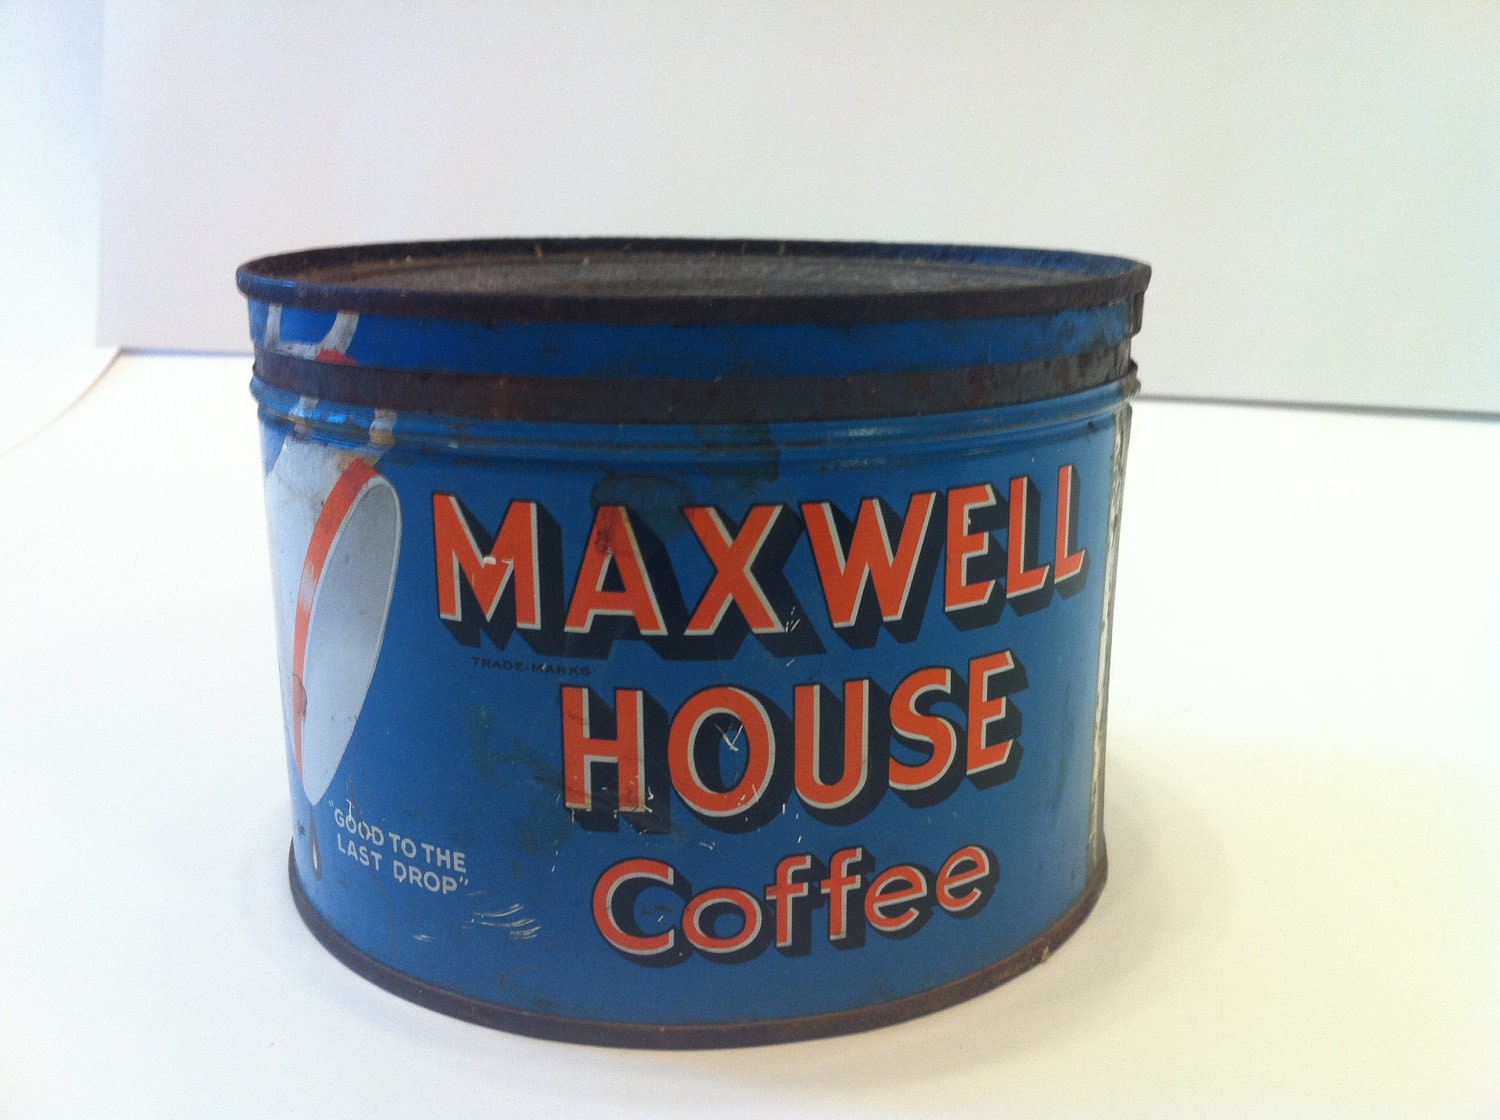 MAXWELL
TRADE-MARKS
HOUSE
Coffee
"GOOD TO THE
LAST DROP"